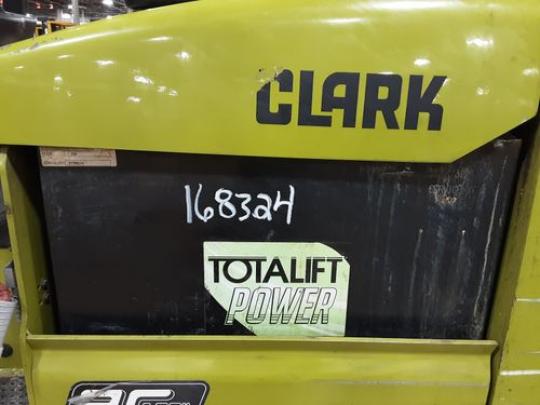 CLARK
168324
TOTALIFT
POWER